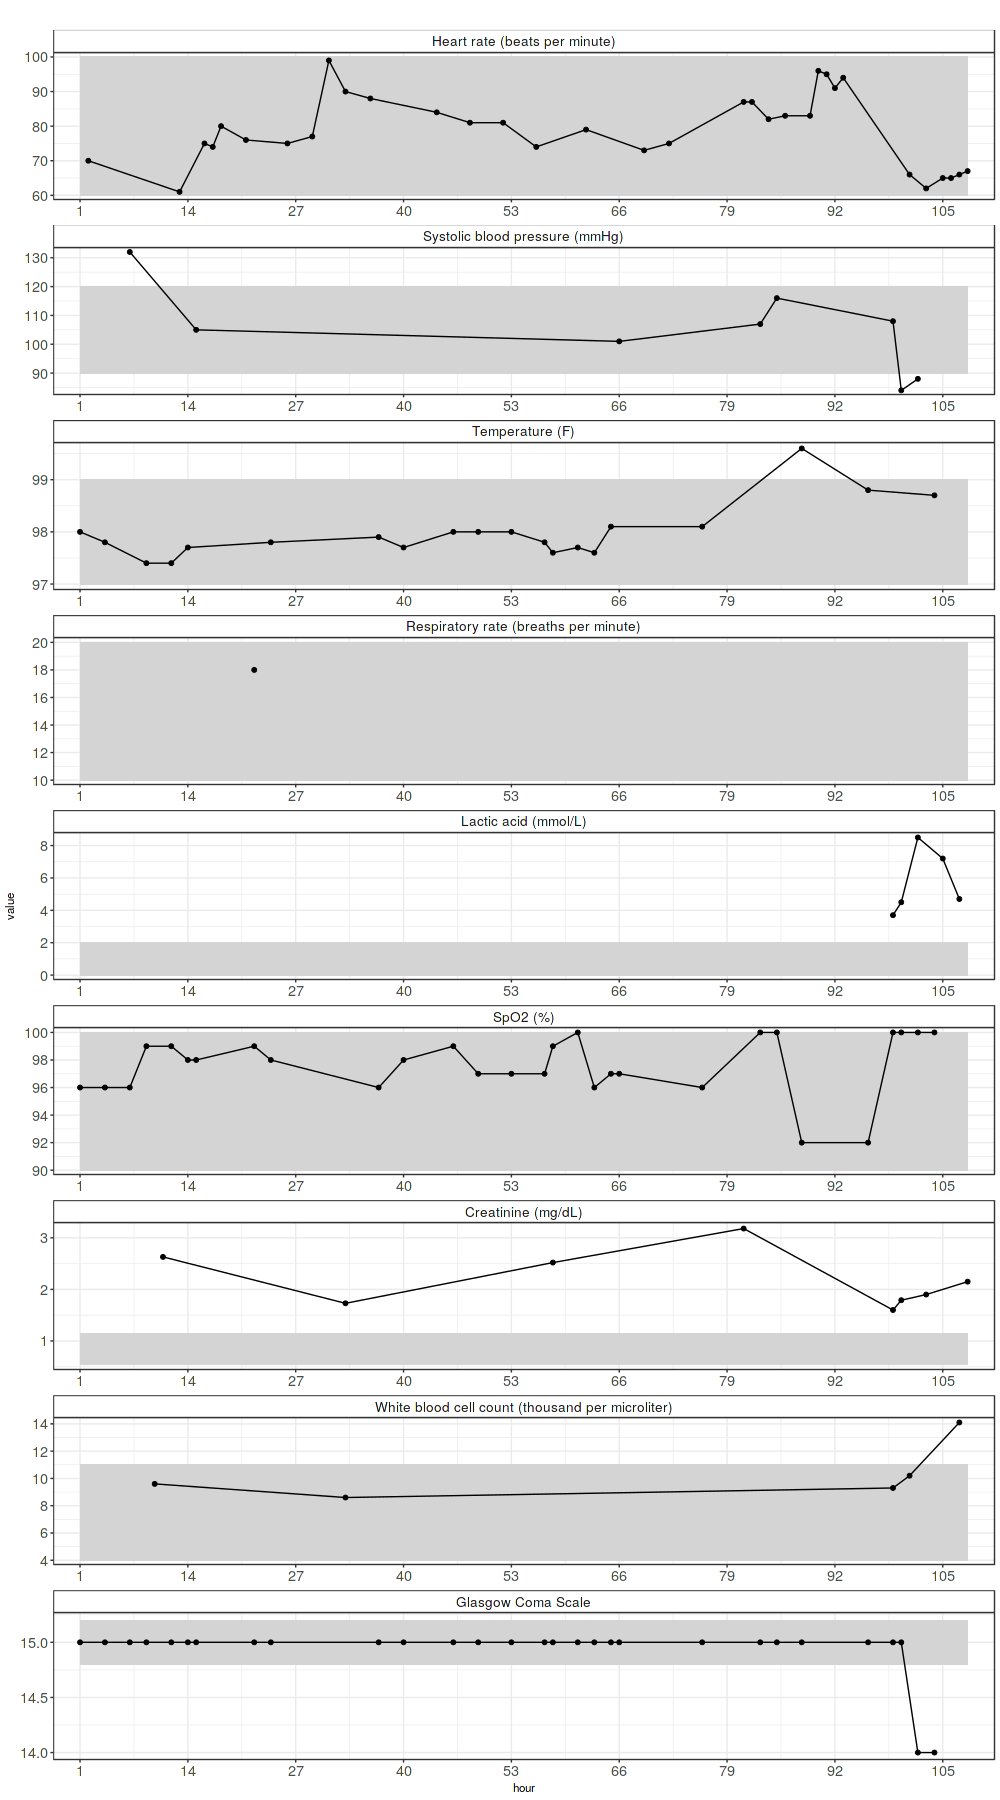 Heart rate (beats per minute)
100
90
80
70
60
1 14 27 40 53 66 79 92 105
Systolic blood pressure (mmHg)
130
120
110
100
90
1 14 27 40 53 66 79 92 105
Temperature (F)
99
98
97
1 14 27 40 53 66 79 92 105
Respiratory rate (breaths per minute)
20
18
16
14
12
10
1 14 27 40 53 66 79 92 105
Lactic acid (mmol/L)
8
6
4
2
0
1 14 27 40 53 66 79 92 105
value
SpO2 (%)
100
98
96
94
92
90
1 14 27 40 53 66 79 92 105
Creatinine (mg/dL)
3
2
1
1 14 27 40 53 66 79 92 105
White blood cell count (thousand per microliter)
14
12
10
8
6
4
1 14 27 40 53 66 79 92 105
Glasgow Coma Scale
15.0
14.5
14.0
1 14 27 40 53 66 79 92 105
hour